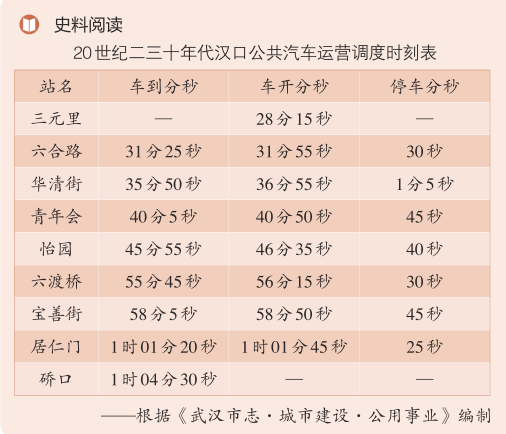 史料阅读
20世纪二三十年代汉口公共汽车运营调度时刻表
站名 车到分秒 车开分秒 停车分秒
三元里 — 28分15秒 —
六合路 31分25秒 31分55秒 30秒
华清街 35分50秒 36分55秒 1分5秒
青年会 40分5秒 40分50秒 45秒
怡园 45分55秒 46分35秒 40秒
六渡桥 55分45秒 56分15秒 30秒
宝善街 58分5秒 58分50秒 45秒
居仁门 1时01分20秒 1时01分45秒 25秒
硚口 1时04分30秒 — —
——根据《武汉市志·城市建设·公用事业》编制